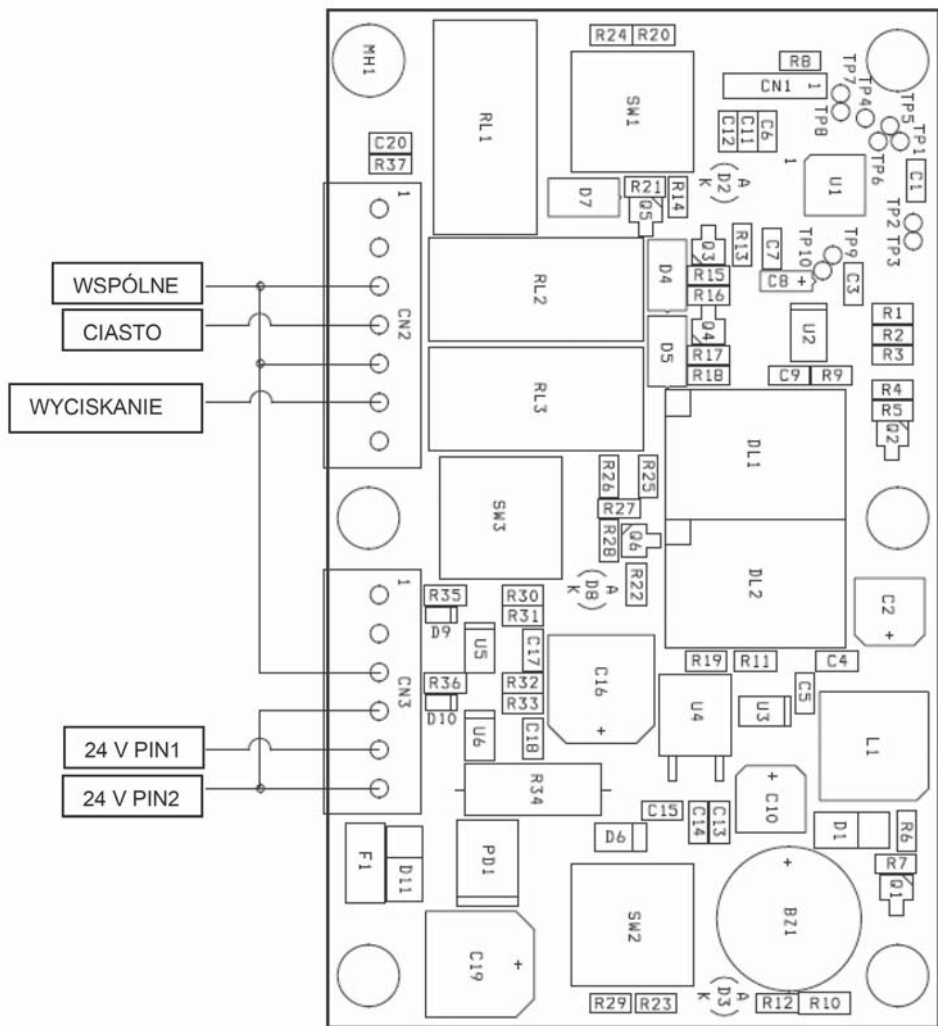 R24 R20
MH1
RL1
SW1
R8
CN1 1
TP7
TP4
TP8
TP5
TP1
TP6
C12
C11
C6
C20
R37
1
U1
C1
A
D2
K
D7
R21
R14
Q5
TP2
TP3
1
Q3
R13
C7
TP9
TP10
C8 +
C3
WSPÓLNE
CIASTO
WYCISKANIE
CN2
RL2
D4
R15
R16
Q4
D5
R17
R18
U2
R1
R2
R3
C9 R9
R4
R5
Q2
RL3
DL1
SW3
R26
R25
R27
R28
Q6
DL2
A
D8
K
R22
C2
+
1
R35
D9
R30
R31
U5
C17
R19 R11 C4
CN3
R36
D10
R32
R33
U6
C18
C16
+
U4
U3
C5
L1
24 V PIN1
24 V PIN2
R34
+
C10
C15
C14
C13
D6
D1
R6
R7
Q1
F1
D11
PD1
+
BZ1
SW2
C19
+
A
D3
K
R29 R23
R12 R10